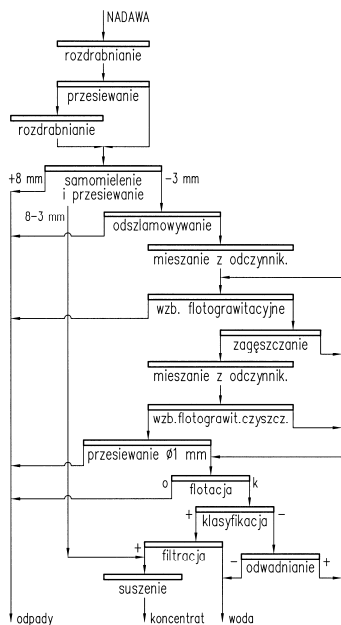 NADAWA
rozdrabnianie
przesiewanie
rozdrabnianie
+8 mm
samomielenie
i przesiewanie
-3 mm
8-3 mm
odszlamowywanie
mieszanie z odczynnik.
wzb. flotograwitacyjne
zagęszczanie
mieszanie z odczynnik.
wzb.flotograwit.czyszcz.
przesiewanie Ø1 mm
o flotacja k
+ klasyfikacja -
+ filtracja
- odwadnianie +
suszenie
odpady koncentrat woda